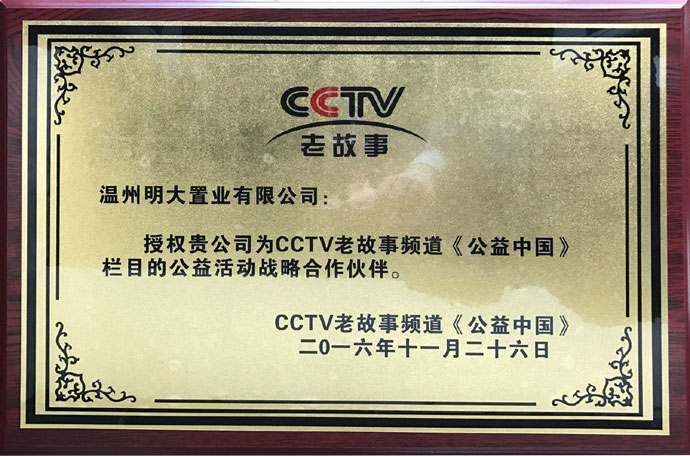 CCTV
老故事
温州明大置业有限公司：
授权贵公司为CCTV老故事频道《公益中国》
栏目的公益活动战略合作伙伴。
CCTV老故事频道《公益中国》
二0一六年十一月二十六日